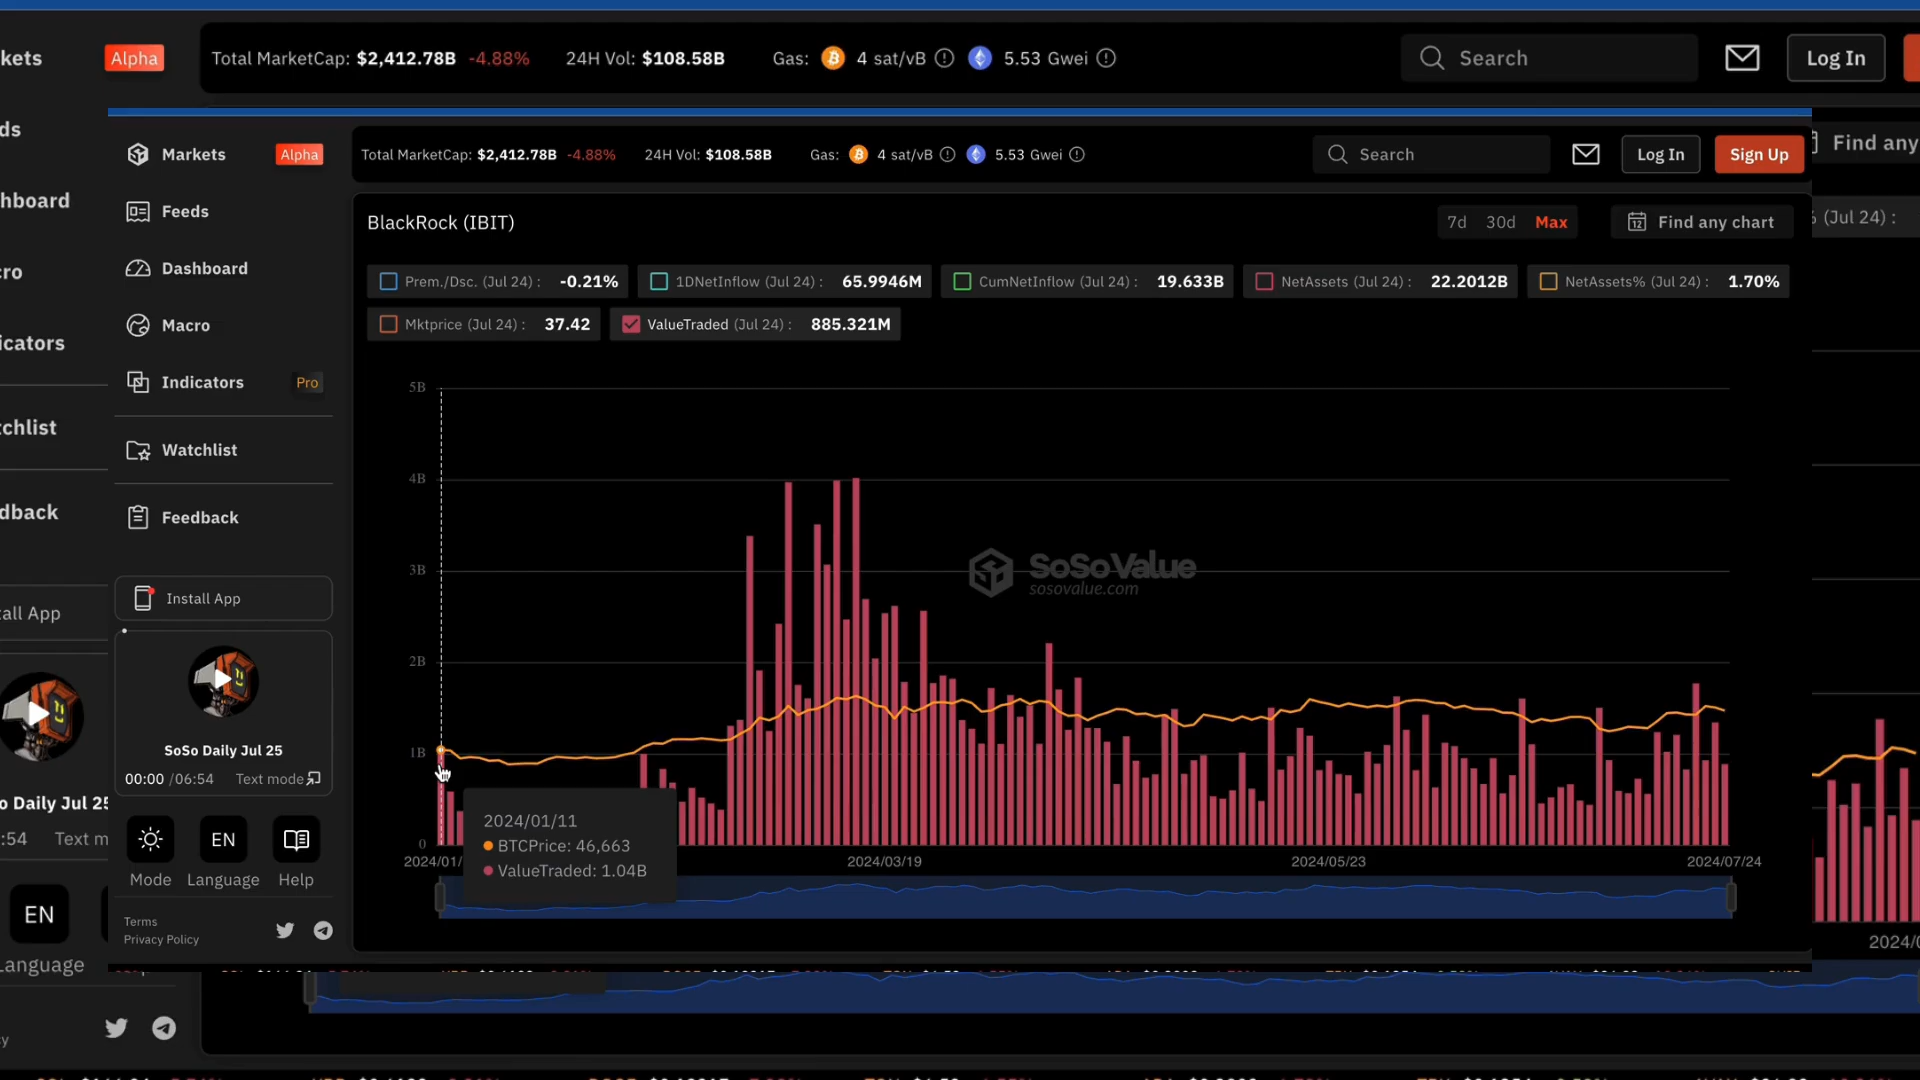 kets
Alpha
Total MarketCap: $2,412.78B -4.88% 24H Vol: $108.58B Gas: 4 sat/vB 5.53 Gwei
Search
Log In
ds
hboard
ro
icators
tchlist
dback
all App
o Daily Jul 25
:54 Text m
EN
Language
Find any
(Jul 24) :
2024/0
Markets
Alpha
Total MarketCap: $2,412.78B -4.88% 24H Vol: $108.58B Gas: 4 sat/vB 5.53 Gwei
Search
Log In
Sign Up
Feeds
Dashboard
Macro
Indicators
Pro
Watchlist
Feedback
Install App
SoSo Daily Jul 25
00:00 /06:54 Text mode
EN
Mode Language Help
Terms
Privacy Policy
BlackRock (IBIT)
7d 30d Max
Find any chart
Prem./Dsc. (Jul 24) : -0.21%
1DNetInflow (Jul 24) : 65.9946M
CumNetInflow (Jul 24) : 19.633B
NetAssets (Jul 24) : 22.2012B
NetAssets% (Jul 24) : 1.70%
Mktprice (Jul 24) : 37.42
ValueTraded (Jul 24) : 885.321M
5B
4B
3B
2B
1B
0
SoSoValue
sosovalue.com
2024/01/11
BTCPrice: 46,663
ValueTraded: 1.04B
2024/01/
2024/03/19
2024/05/23
2024/07/24